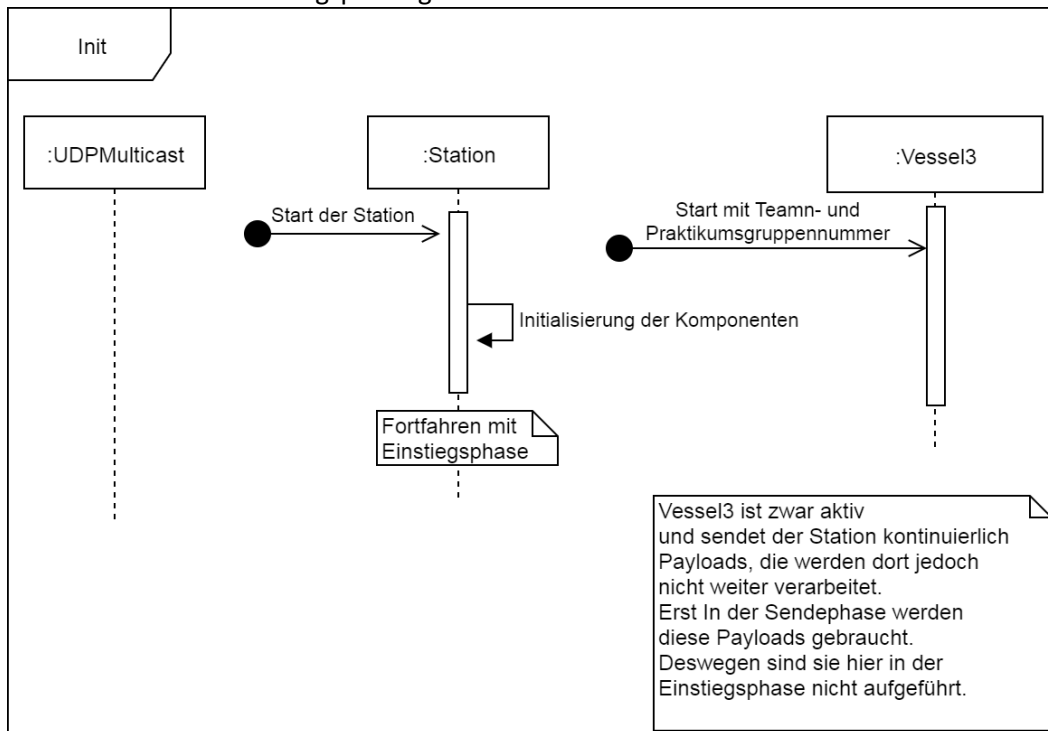 Init
:UDPMulticast
:Station
:Vessel3
Start der Station
Start mit Teamn- und
Praktikumsgruppennummer
Initialisierung der Komponenten
Fortfahren mit
Einstiegsphase
Vessel3 ist zwar aktiv
und sendet der Station kontinuierlich
Payloads, die werden dort jedoch
nicht weiter verarbeitet.
Erst In der Sendephase werden
diese Payloads gebraucht.
Deswegen sind sie hier in der
Einstiegsphase nicht aufgeführt.